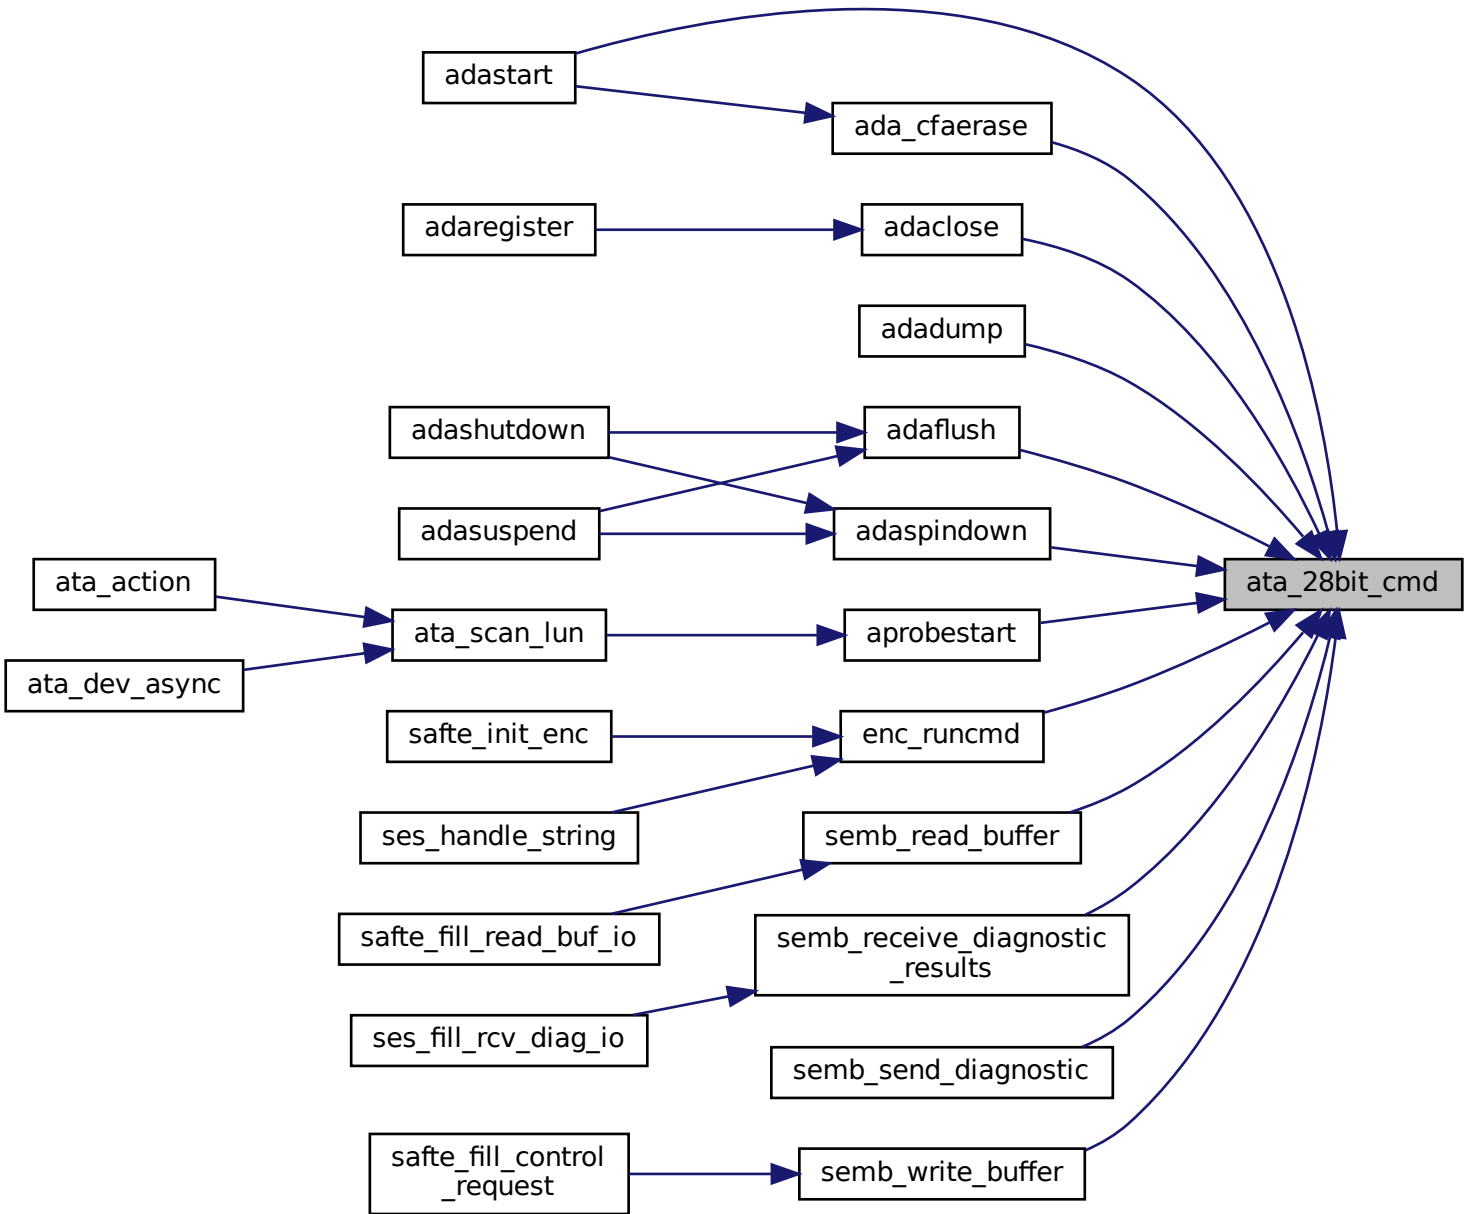 adastart
ada_cfaerase
adaregister
adaclose
adadump
adashutdown
adaflush
adasuspend
adaspindown
ata_action
ata_28bit_cmd
ata_scan_lun
aprobestart
ata_dev_async
safte_init_enc
enc_runcmd
ses_handle_string
semb_read_buffer
safte_fill_read_buf_io
semb_receive_diagnostic
_results
ses_fill_rcv_diag_io
semb_send_diagnostic
safte_fill_control
_request
semb_write_buffer